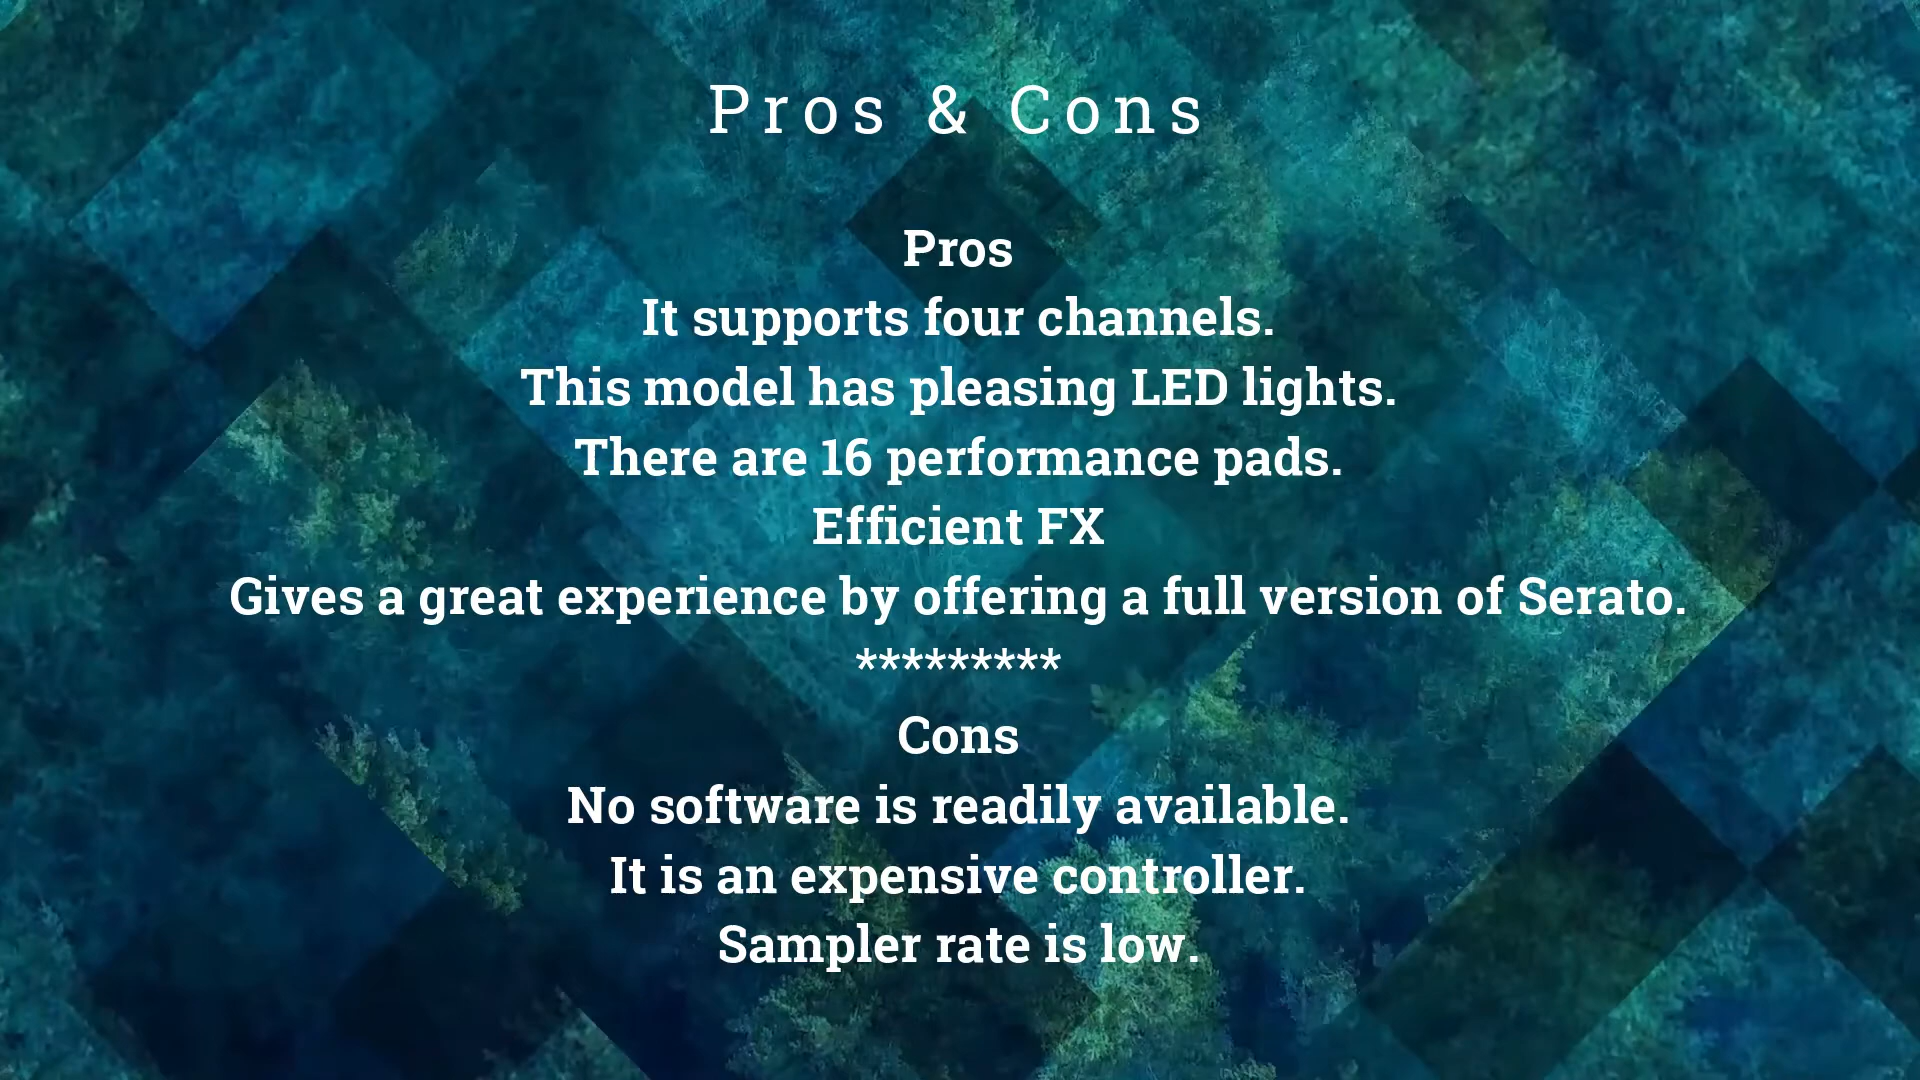 Pros & Cons
Pros
It supports four channels.
This model has pleasing LED lights.
There are 16 performance pads.
Efficient FX
Gives a great experience by offering a full version of Serato.
*********
Cons
No software is readily available.
It is an expensive controller.
Sampler rate is low.